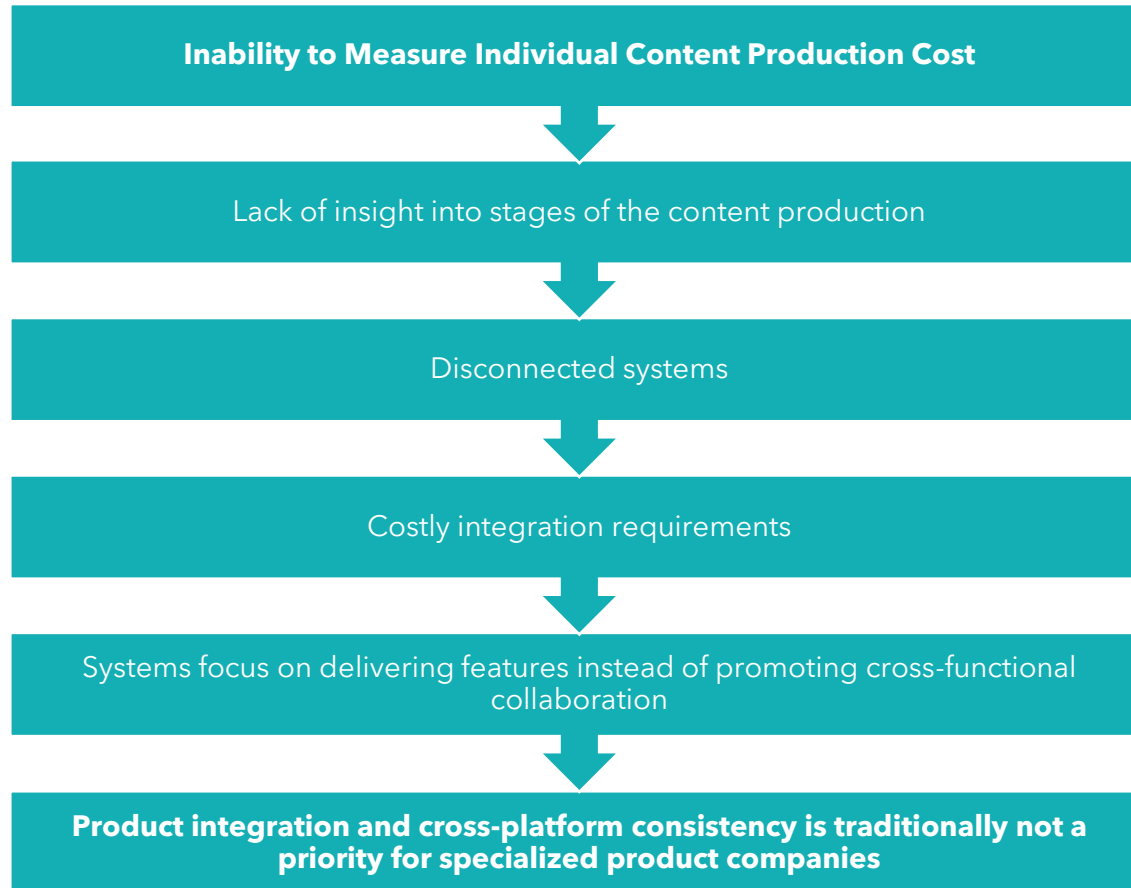 Inability to Measure Individual Content Production Cost
Lack of insight into stages of the content production
Disconnected systems
Costly integration requirements
Systems focus on delivering features instead of promoting cross-functional
collaboration
Product integration and cross-platform consistency is traditionally not a
priority for specialized product companies